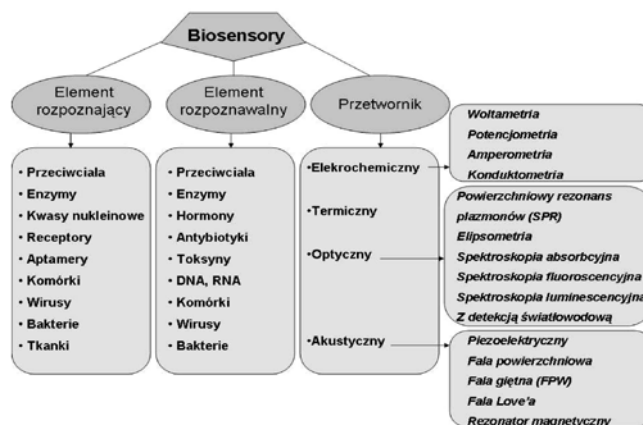 Biosensory
Element
rozpoznający
Element
rozpoznawalny
Przetwornik
• Przeciwciala
• Enzymy
• Kwasy nukleinowe
• Receptory
• Aptamery
• Komórki
• Wirusy
• Bakterie
• Tkanki
• Przeciwciala
• Enzymy
• Hormony
• Antybiotyki
• Toksyny
• DNA, RNA
• Komórki
• Wirusy
• Bakterie
•Elekrochemiczny
•Termiczny
•Optyczny
•Akustyczny
Woltametria
Potencjometria
Amperometria
Konduktometria
Powierzchniowy rezonans
plazmonów (SPR)
Elipsometria
Spektroskopia absorbcyjna
Spektroskopia fluoroscencyjna
Spektroskopia luminescencyjna
Z detekcją światłowodową
Piezoelektryczny
Fala powierzchniowa
Fala giętna (FPW)
Fala Love'a
Rezonator magnetyczny